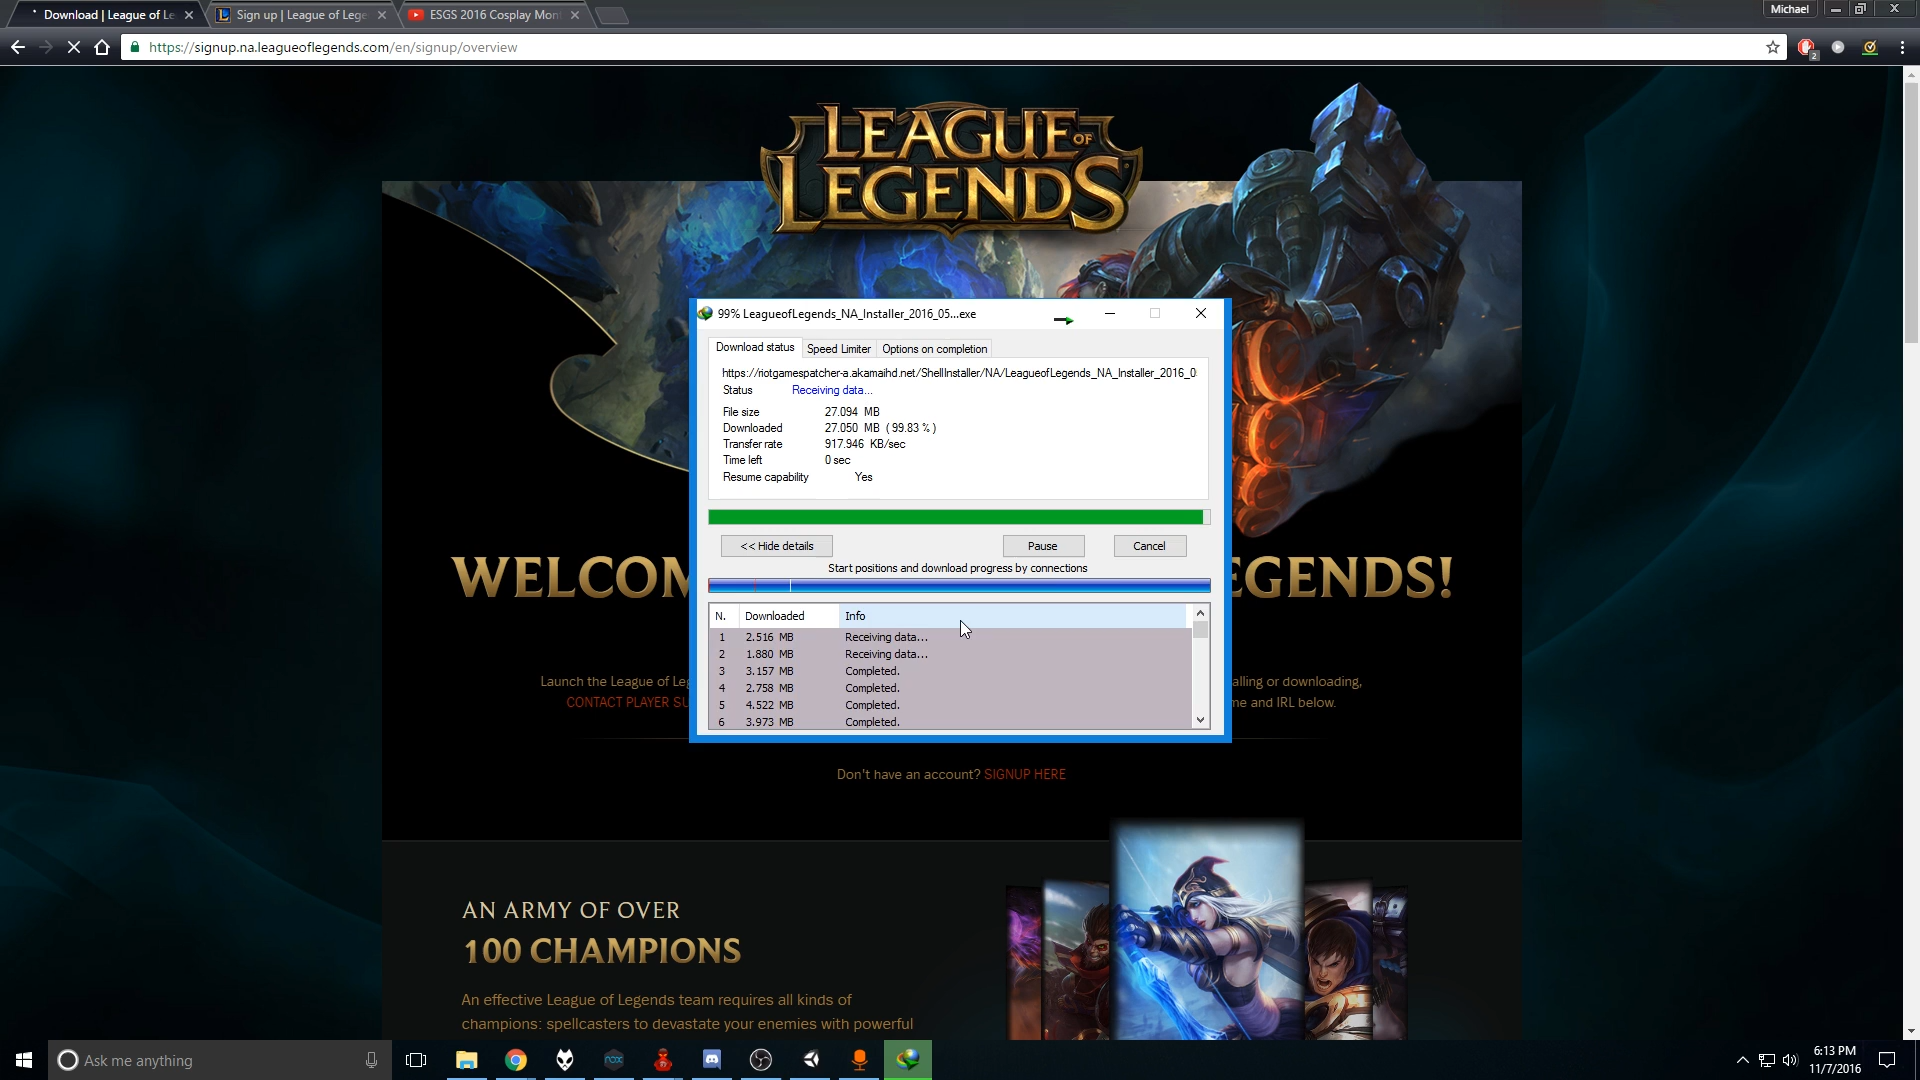 Download | League of Le
Sign up | League of Lege
ESGS 2016 Cosplay Mon
Michael
https://signup.na.leagueoflegends.com/en/signup/overview
2
LEAGUE OF LEGENDS
99% LeagueofLegends_NA_Installer_2016_05...exe
Download status
Speed Limiter
Options on completion
https://riotgamespatcher-a.akamaihd.net/ShellInstaller/NA/LeagueofLegends_NA_Installer_2016_0
Status Receiving data...
File size 27.094 MB
Downloaded 27.050 MB ( 99.83 % )
Transfer rate 917.946 KB/sec
Time left 0 sec
Resume capability Yes
<< Hide details
Pause
Cancel
Start positions and download progress by connections
N. Downloaded Info
1 2.516 MB Receiving data...
2 1.880 MB Receiving data...
3 3.157 MB Completed.
4 2.758 MB Completed.
5 4.522 MB Completed.
6 3.973 MB Completed.
WELCOM EGENDS!
Launch the League of Leg alling or downloading,
CONTACT PLAYER SU me and IRL below.
Don't have an account? SIGNUP HERE
AN ARMY OF OVER
100 CHAMPIONS
An effective League of Legends team requires all kinds of
champions: spellcasters to devastate your enemies with powerful
Ask me anything
nox
6:13 PM
11/7/2016